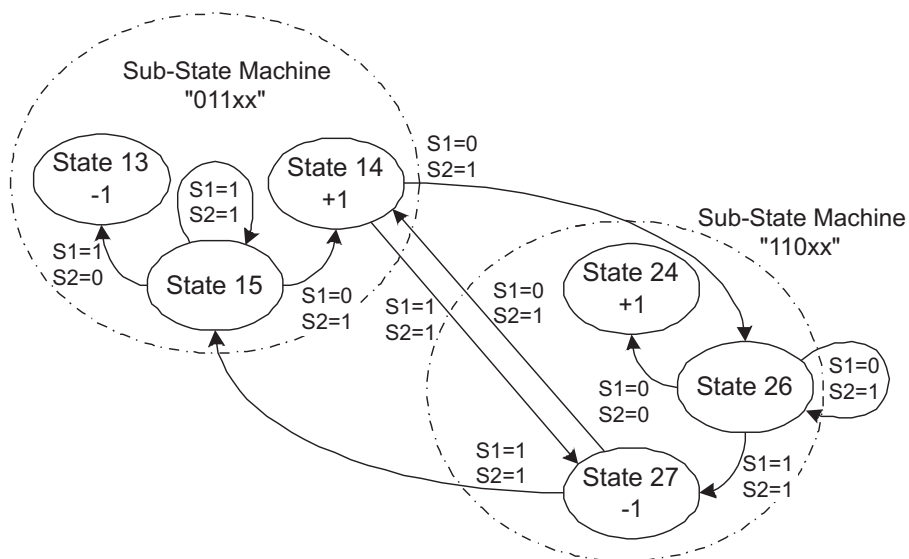 Sub-State Machine
"011xx"
State 13
-1
S1=1
S2=1
State 14
+1
S1=0
S2=1
S1=1
S2=0
State 15
S1=0
S2=1
S1=1
S2=1
S1=0
S2=1
Sub-State Machine
"110xx"
State 24
+1
S1=0
S2=0
State 26
S1=0
S2=1
S1=1
S2=1
State 27
-1
S1=1
S2=1